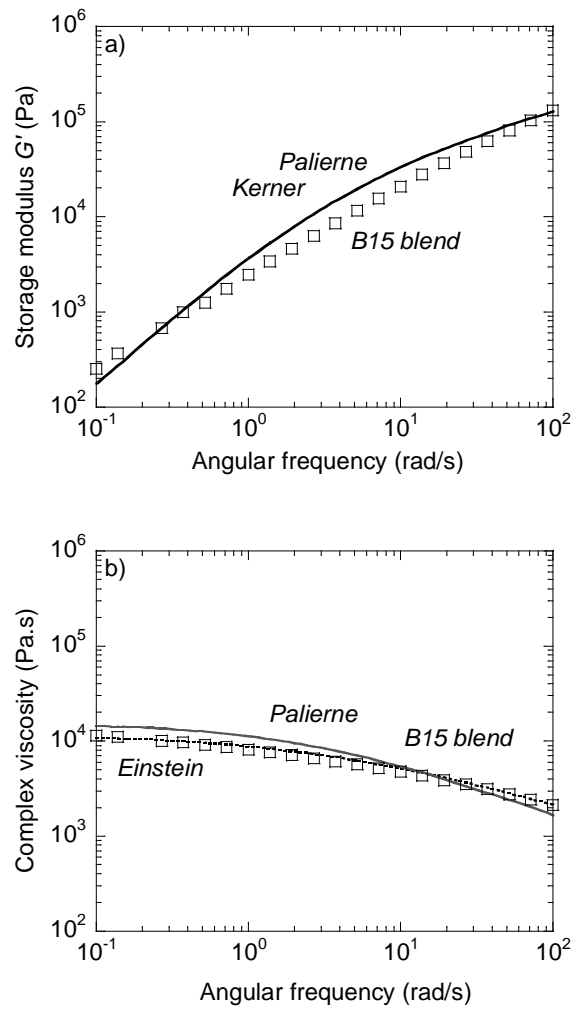 a)
Storage modulus G' (Pa)
10^6
10^5
10^4
10^3
10^2
Palierne
Kerner
B15 blend
10^-1
10^0
10^1
10^2
Angular frequency (rad/s)
b)
Complex viscosity (Pa.s)
10^6
10^5
10^4
10^3
10^2
Palierne
B15 blend
Einstein
10^-1
10^0
10^1
10^2
Angular frequency (rad/s)